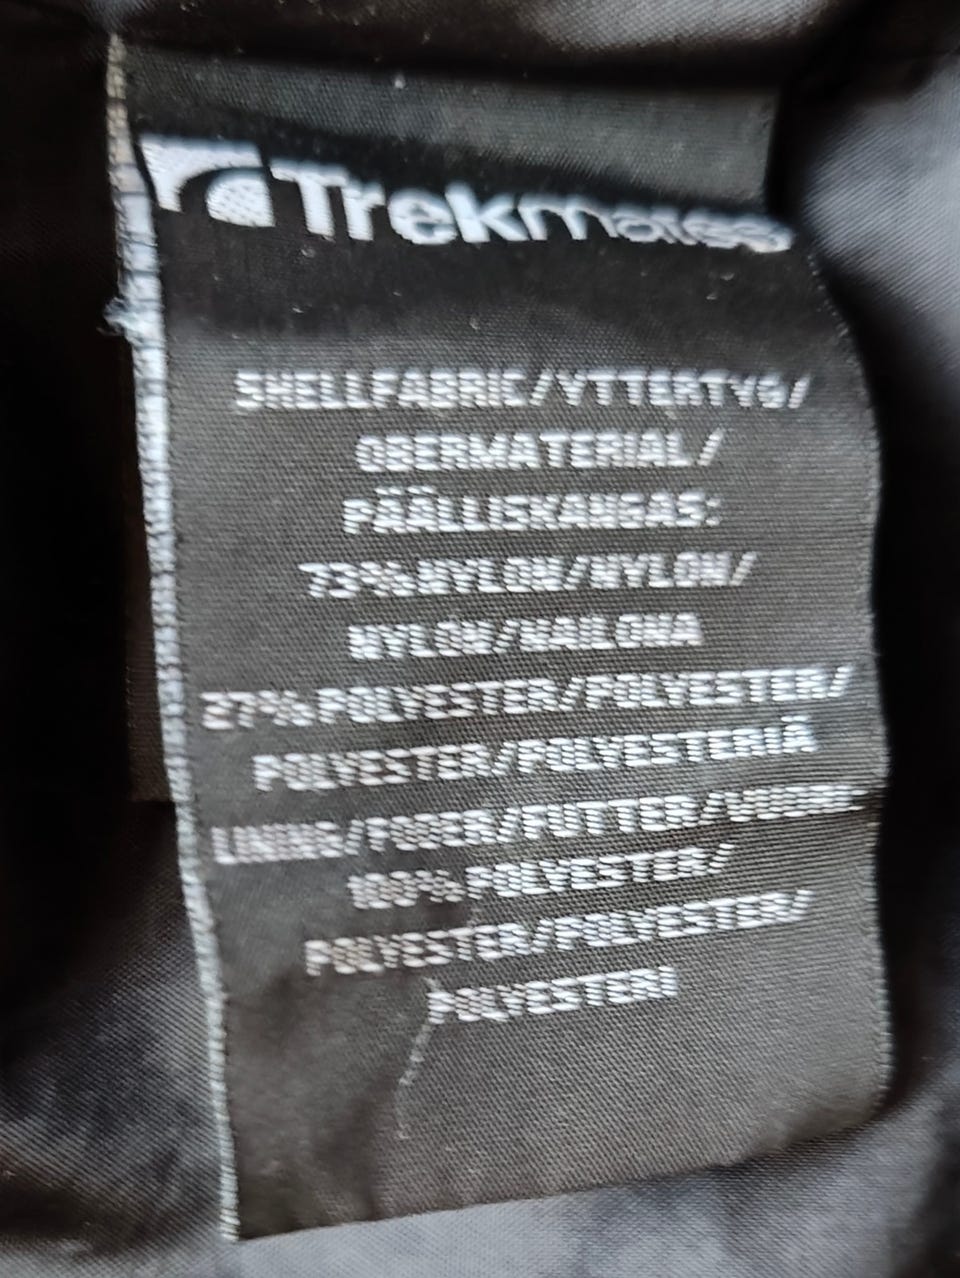 Trekmates
SHELLFABRIC/YTTERTYG/
OBERMATERIAL/
PÄÄLLISKANGAS:
73%NYLON/NYLON/
NYLON/NAILONA
27%POLYESTER/POLYESTER/
POLYESTER/POLYESTERIÄ
LINING/FODER/FUTTER/VUORI:
100%POLYESTER/
POLYESTER/POLYESTER/
POLYESTERI